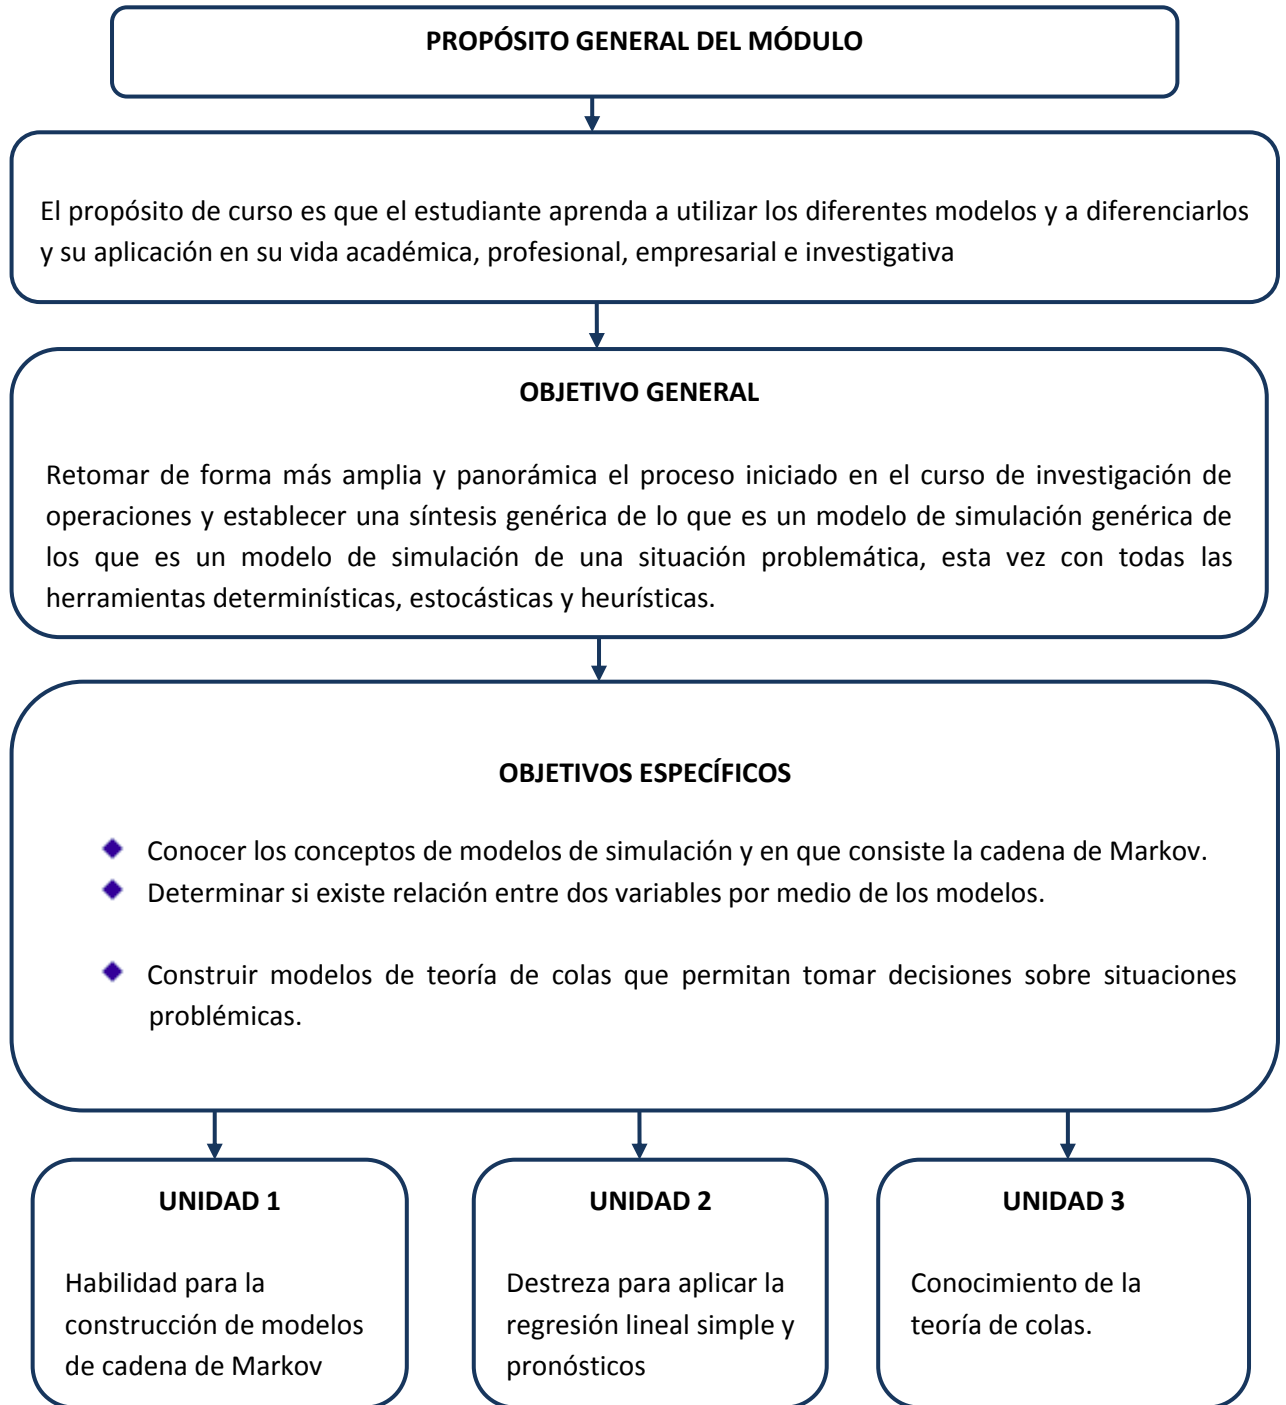 PROPÓSITO GENERAL DEL MÓDULO
El propósito de curso es que el estudiante aprenda a utilizar los diferentes modelos y a diferenciarlos
y su aplicación en su vida académica, profesional, empresarial e investigativa
OBJETIVO GENERAL
Retomar de forma más amplia y panorámica el proceso iniciado en el curso de investigación de
operaciones y establecer una síntesis genérica de lo que es un modelo de simulación genérica de
los que es un modelo de simulación de una situación problemática, esta vez con todas las
herramientas determinísticas, estocásticas y heurísticas.
OBJETIVOS ESPECÍFICOS
Conocer los conceptos de modelos de simulación y en que consiste la cadena de Markov.
Determinar si existe relación entre dos variables por medio de los modelos.
Construir modelos de teoría de colas que permitan tomar decisiones sobre situaciones
problémicas.
UNIDAD 1
Habilidad para la
construcción de modelos
de cadena de Markov
UNIDAD 2
Destreza para aplicar la
regresión lineal simple y
pronósticos
UNIDAD 3
Conocimiento de la
teoría de colas.